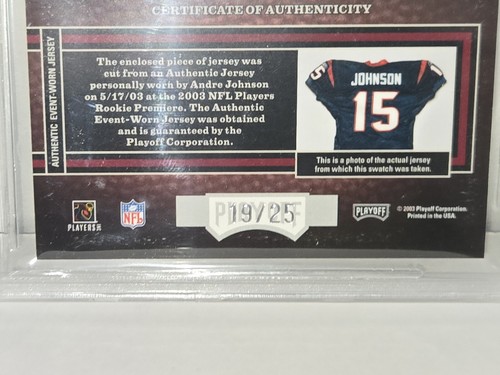 CERTIFICATE OF AUTHENTICITY
AUTHENTIC EVENT-WORN JERSEY
The enclosed piece of jersey was
cut from an Authentic Jersey
personally worn by Andre Johnson
on 5/17/03 at the 2003 NFL Players
Rookie Premiere. The Authentic
Event-Worn Jersey was obtained
and is guaranteed by the
Playoff Corporation.
15
JOHNSON
15
This is a photo of the actual jersey
from which this swatch was taken.
PLAYERS INC
NFL
PLAYOFF
19/25
PLAYOFF
© 2003 Playoff Corporation.
Printed in the USA.